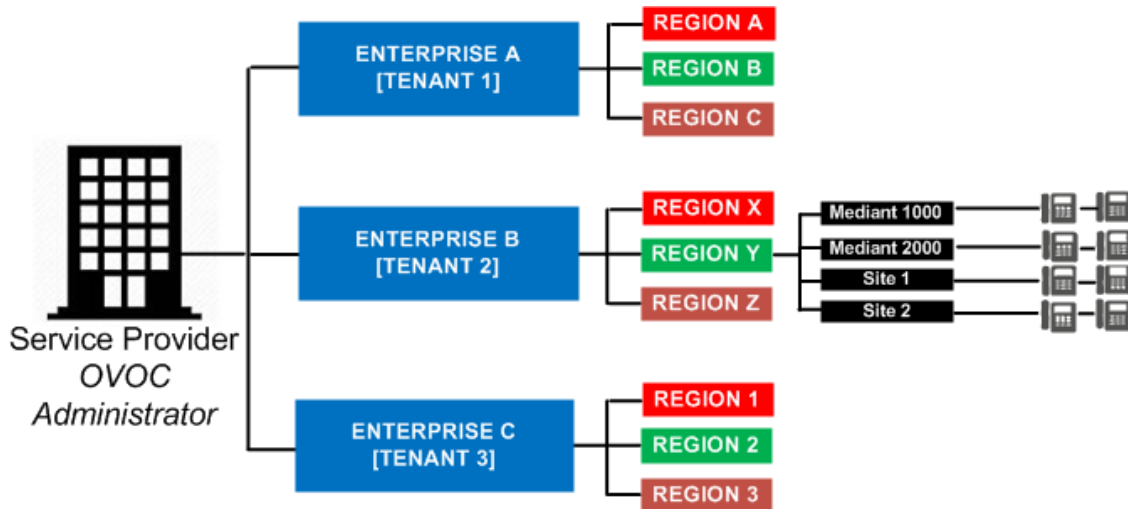 ENTERPRISE A
[TENANT 1]
REGION A
REGION B
REGION C
Service Provider
OVOC
Administrator
ENTERPRISE B
[TENANT 2]
REGION X
REGION Y
REGION Z
Mediant 1000
Mediant 2000
Site 1
Site 2
ENTERPRISE C
[TENANT 3]
REGION 1
REGION 2
REGION 3